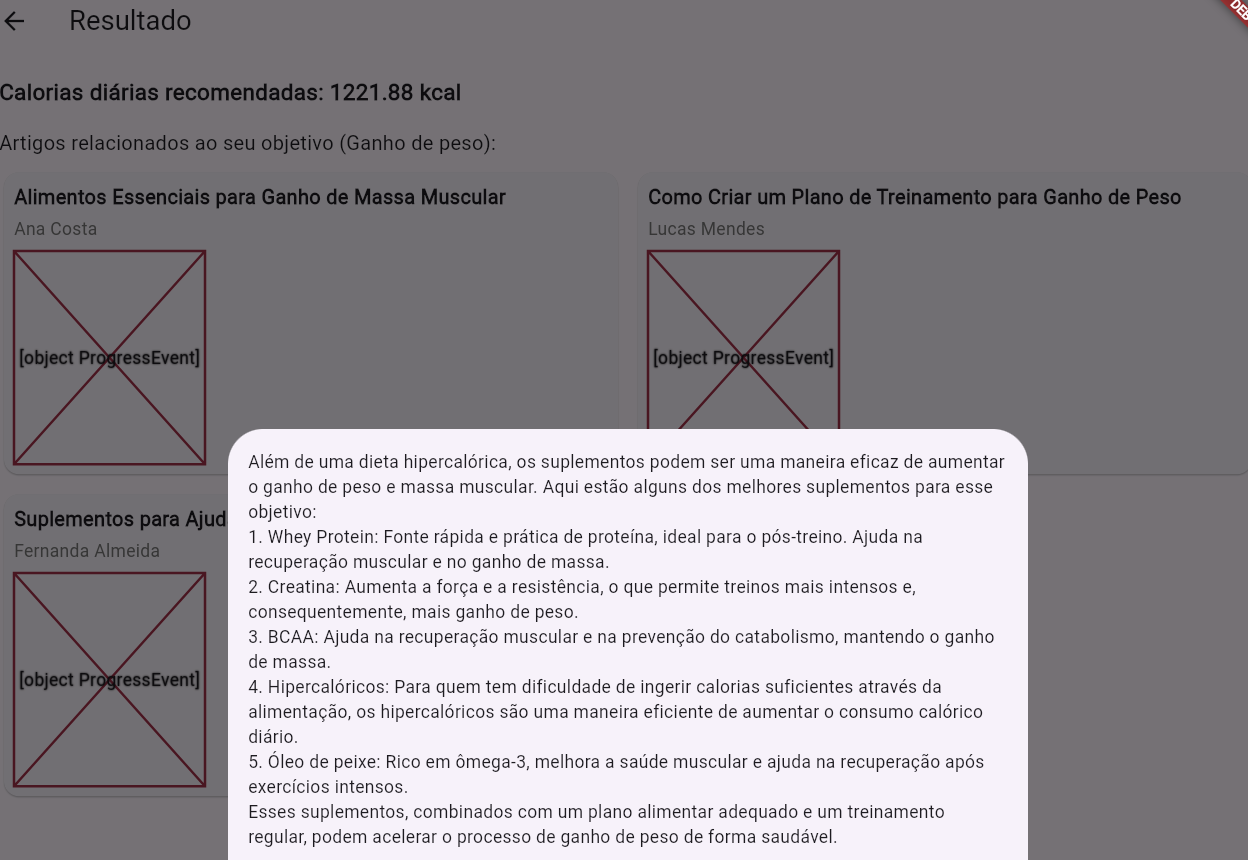 Resultado
DEB
Calorias diárias recomendadas: 1221.88 kcal
Artigos relacionados ao seu objetivo (Ganho de peso):
Alimentos Essenciais para Ganho de Massa Muscular
Ana Costa
[object ProgressEvent]
Como Criar um Plano de Treinamento para Ganho de Peso
Lucas Mendes
[object ProgressEvent]
Suplementos para Ajud
Fernanda Almeida
[object ProgressEvent]
Além de uma dieta hipercalórica, os suplementos podem ser uma maneira eficaz de aumentar
o ganho de peso e massa muscular. Aqui estão alguns dos melhores suplementos para esse
objetivo:
1. Whey Protein: Fonte rápida e prática de proteína, ideal para o pós-treino. Ajuda na
recuperação muscular e no ganho de massa.
2. Creatina: Aumenta a força e a resistência, o que permite treinos mais intensos e,
consequentemente, mais ganho de peso.
3. BCAA: Ajuda na recuperação muscular e na prevenção do catabolismo, mantendo o ganho
de massa.
4. Hipercalóricos: Para quem tem dificuldade de ingerir calorias suficientes através da
alimentação, os hipercalóricos são uma maneira eficiente de aumentar o consumo calórico
diário.
5. Óleo de peixe: Rico em ômega-3, melhora a saúde muscular e ajuda na recuperação após
exercícios intensos.
Esses suplementos, combinados com um plano alimentar adequado e um treinamento
regular, podem acelerar o processo de ganho de peso de forma saudável.